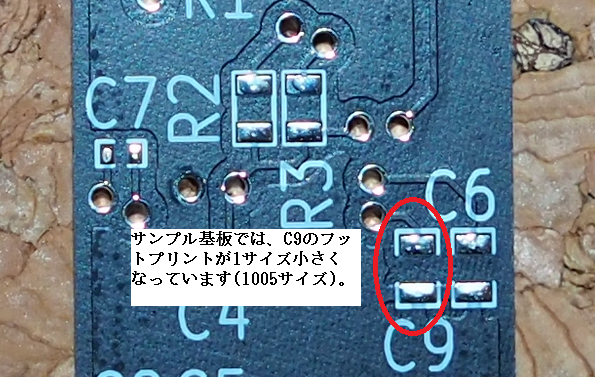 R1
C7
R2
R3
C6
サンプル基板では、C9のフッ
トプリントが1サイズ小さく
なっています(1005サイズ)。
C4
C9